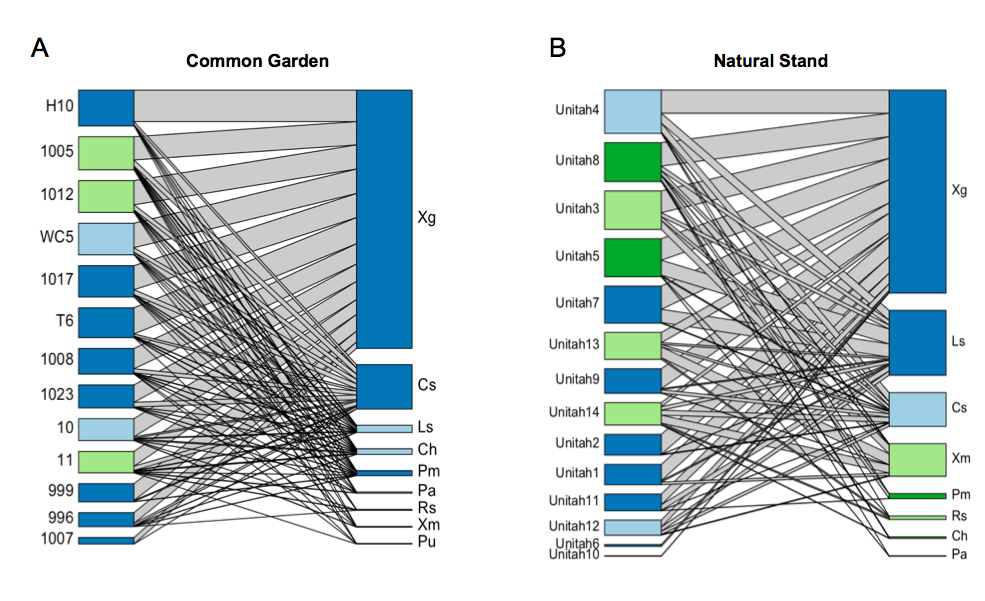 A
Common Garden
H10
1005
1012
WC5
1017
T6
1008
1023
10
11
999
996
1007
Xg
Cs
Ls
Ch
Pm
Pa
Rs
Xm
Pu
B
Natural Stand
Unitah4
Unitah8
Unitah3
Unitah5
Unitah7
Unitah13
Unitah9
Unitah14
Unitah2
Unitah1
Unitah11
Unitah12
Unitah6
Unitah10
Xg
Ls
Cs
Xm
Pm
Rs
Ch
Pa